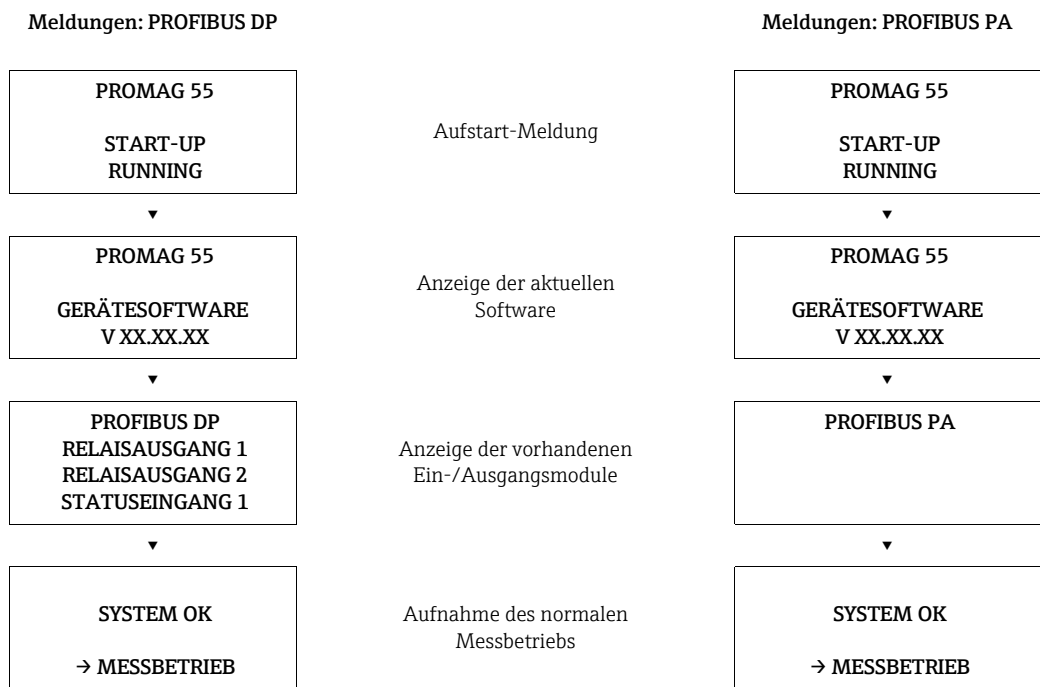 Meldungen: PROFIBUS DP
Meldungen: PROFIBUS PA
PROMAG 55
START-UP
RUNNING
Aufstart-Meldung
PROMAG 55
START-UP
RUNNING
▼
▼
PROMAG 55
GERÄTESOFTWARE
V XX.XX.XX
Anzeige der aktuellen
Software
PROMAG 55
GERÄTESOFTWARE
V XX.XX.XX
▼
▼
PROFIBUS DP
RELAISAUSGANG 1
RELAISAUSGANG 2
STATUSEINGANG 1
Anzeige der vorhandenen
Ein-/Ausgangsmodule
PROFIBUS PA
▼
▼
SYSTEM OK
→ MESSBETRIEB
Aufnahme des normalen
Messbetriebs
SYSTEM OK
→ MESSBETRIEB